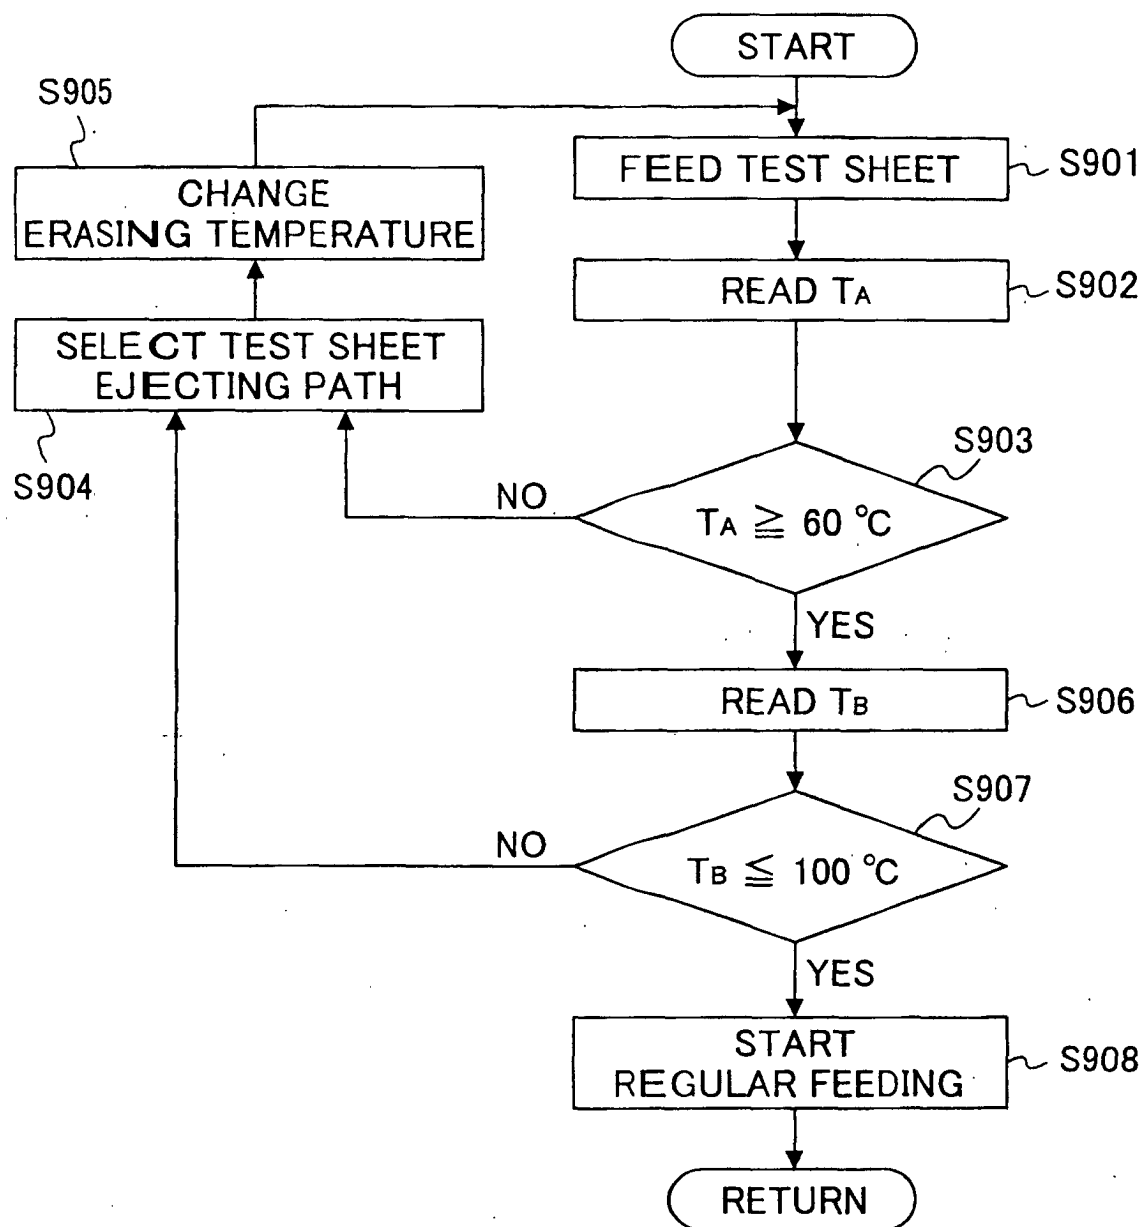 START
S905
FEED TEST SHEET
S901
CHANGE
ERASING TEMPERATURE
READ TA
S902
SELECT TEST SHEET
EJECTING PATH
S904
S903
NO
TA ≧ 60 °C
YES
READ TB
S906
S907
NO
TB ≦ 100 °C
YES
START
REGULAR FEEDING
S908
RETURN